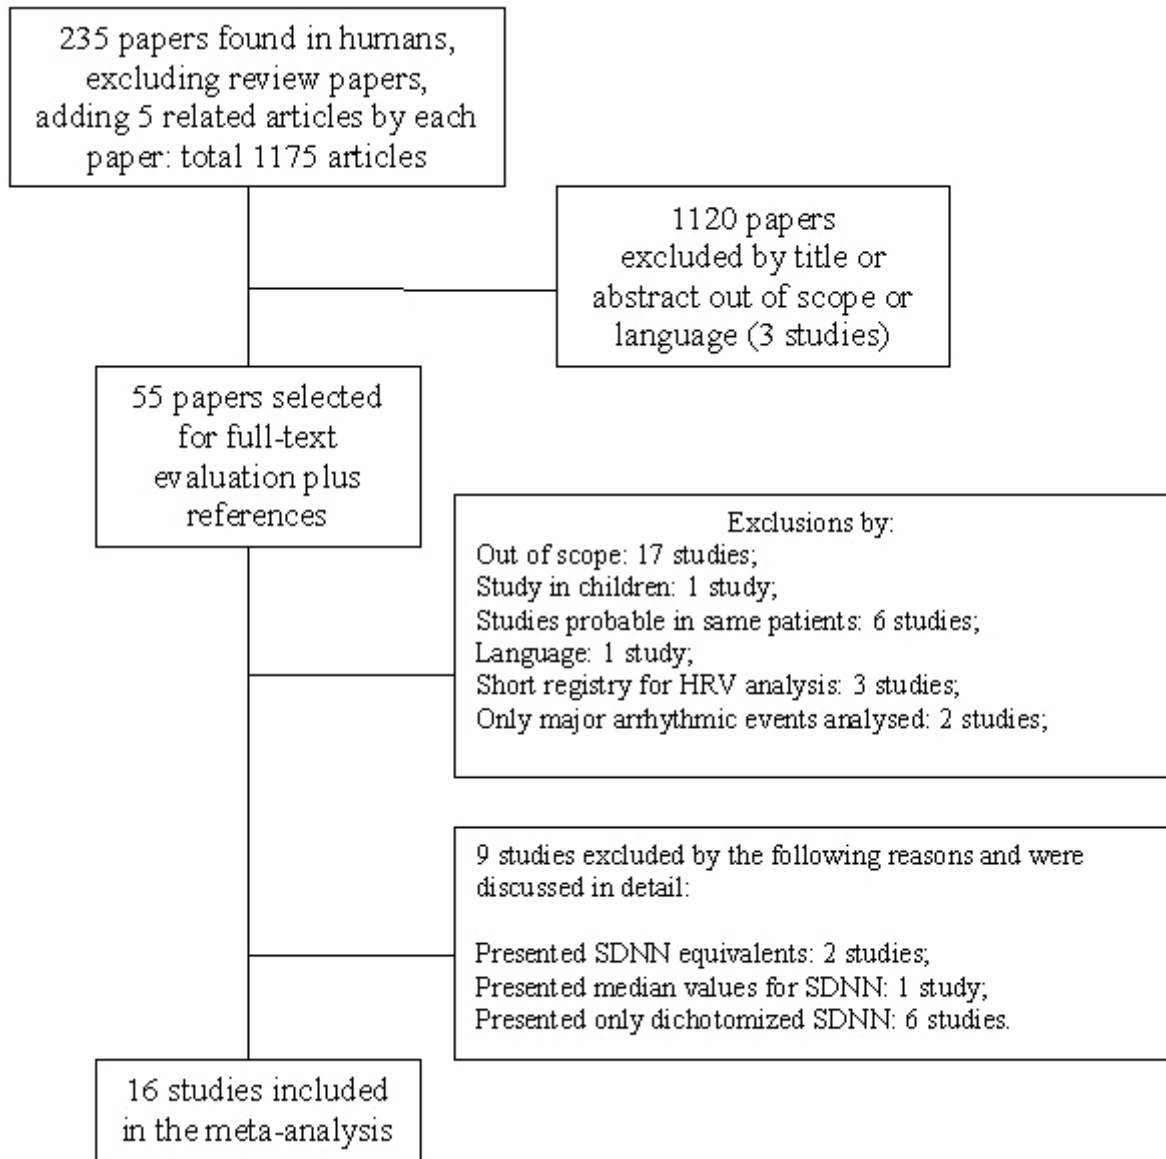 235 papers found in humans,
excluding review papers,
adding 5 related articles by each
paper: total 1175 articles
1120 papers
excluded by title or
abstract out of scope or
language (3 studies)
55 papers selected
for full-text
evaluation plus
references
Exclusions by:
Out of scope: 17 studies;
Study in children: 1 study;
Studies probable in same patients: 6 studies;
Language: 1 study;
Short registry for HRV analysis: 3 studies;
Only major arrhythmic events analysed: 2 studies;
9 studies excluded by the following reasons and were
discussed in detail:
Presented SDNN equivalents: 2 studies;
Presented median values for SDNN: 1 study;
Presented only dichotomized SDNN: 6 studies.
16 studies included
in the meta-analysis